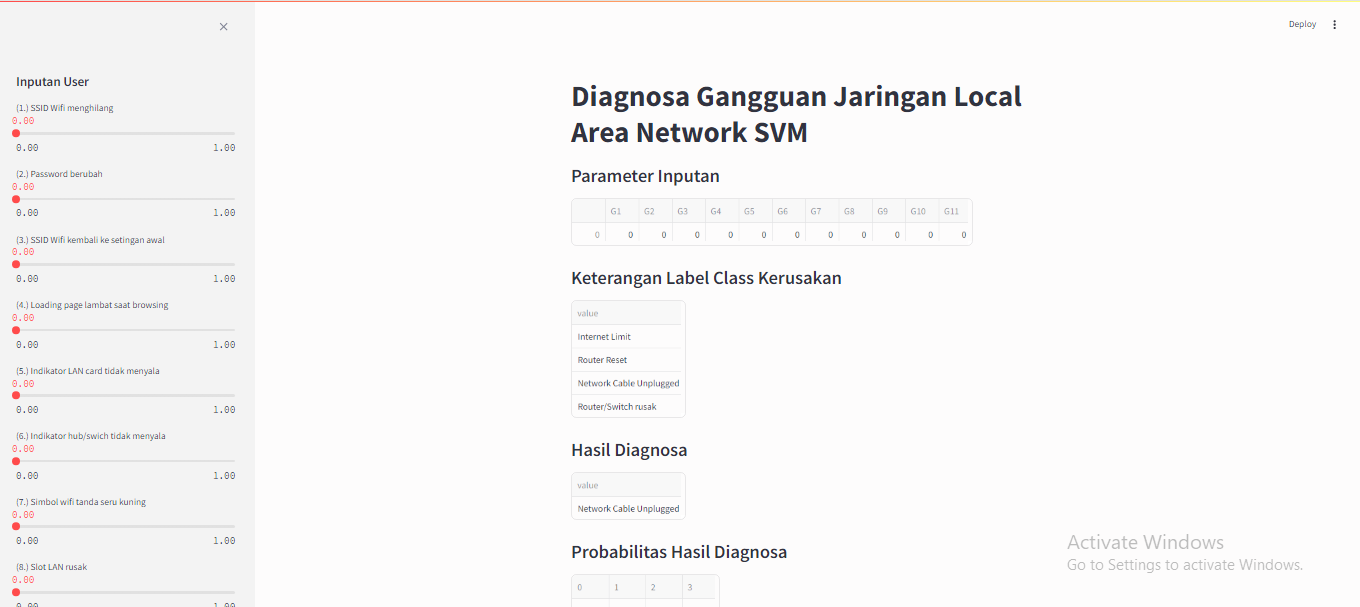 ×
Deploy
Inputan User
(1.) SSID Wifi menghilang
0.00
0.00 1.00
(2.) Password berubah
0.00
0.00 1.00
(3.) SSID Wifi kembali ke setingan awal
0.00
0.00 1.00
(4.) Loading page lambat saat browsing
0.00
0.00 1.00
(5.) Indikator LAN card tidak menyala
0.00
0.00 1.00
(6.) Indikator hub/swich tidak menyala
0.00
0.00 1.00
(7.) Simbol wifi tanda seru kuning
0.00
0.00 1.00
(8.) Slot LAN rusak
0.00
0.00 1.00
Diagnosa Gangguan Jaringan Local
Area Network SVM
Parameter Inputan
G1 G2 G3 G4 G5 G6 G7 G8 G9 G10 G11
0 0 0 0 0 0 0 0 0 0 0 0
Keterangan Label Class Kerusakan
value
Internet Limit
Router Reset
Network Cable Unplugged
Router/Switch rusak
Hasil Diagnosa
value
Network Cable Unplugged
Probabilitas Hasil Diagnosa
0 1 2 3
Activate Windows
Go to Settings to activate Windows.